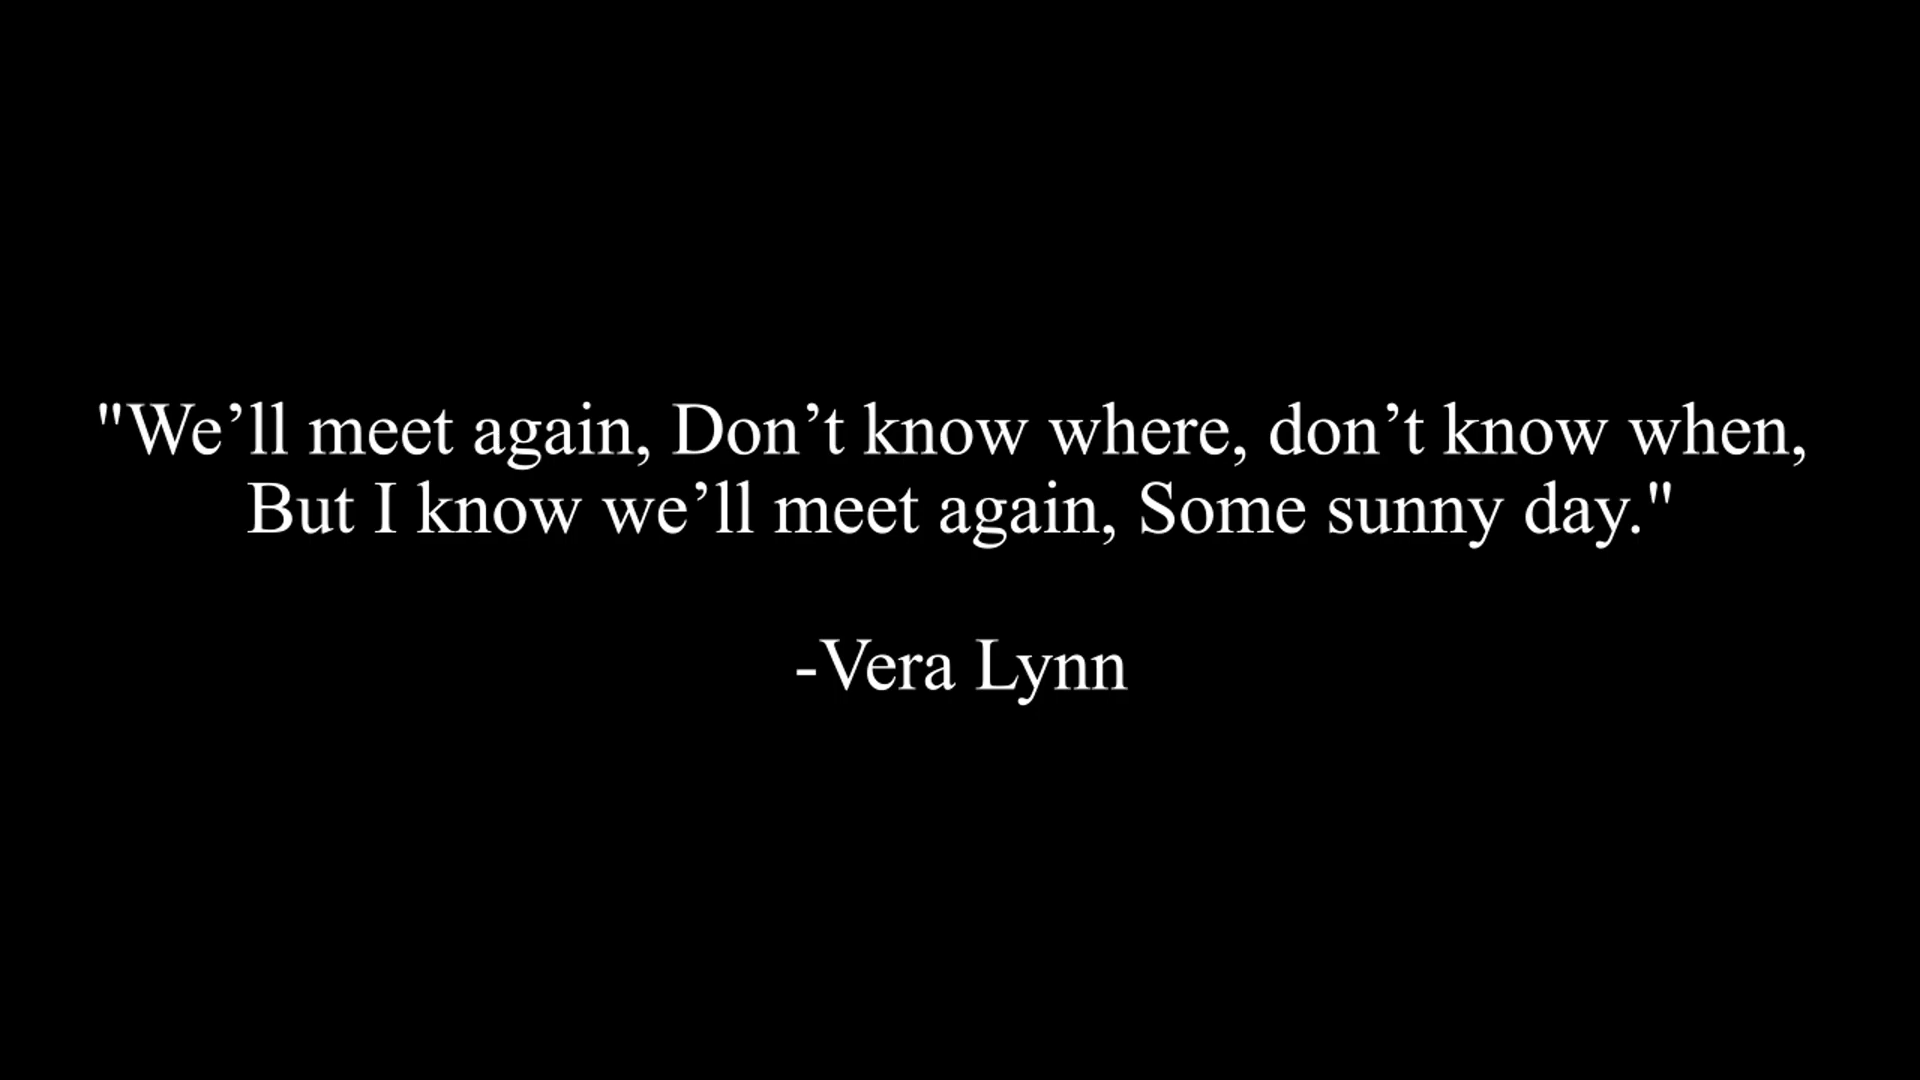 "We’ll meet again, Don’t know where, don’t know when,
But I know we’ll meet again, Some sunny day."
-Vera Lynn